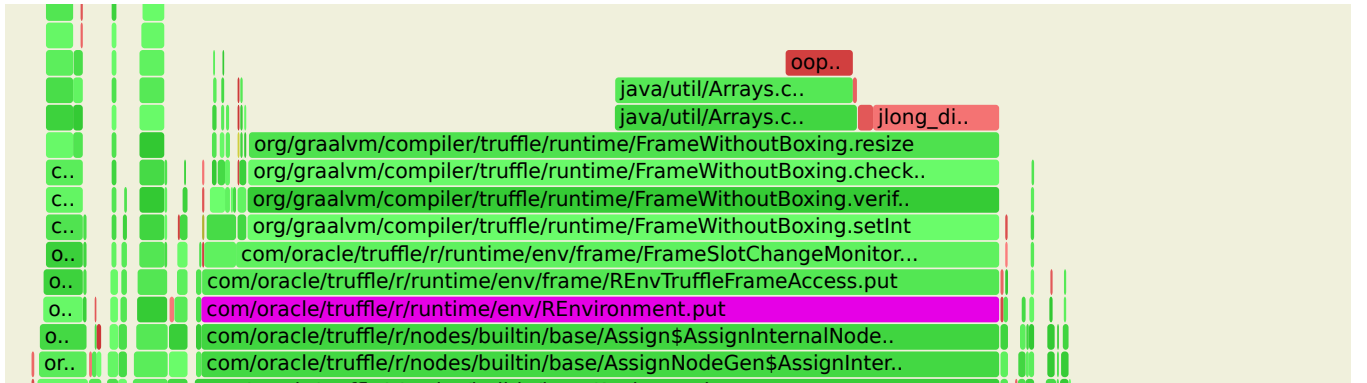 oop..
java/util/Arrays.c..
java/util/Arrays.c.. jlong_di..
org/graalvm/compiler/truffle/runtime/FrameWithoutBoxing.resize
c.. org/graalvm/compiler/truffle/runtime/FrameWithoutBoxing.check..
c.. org/graalvm/compiler/truffle/runtime/FrameWithoutBoxing.verif..
c.. org/graalvm/compiler/truffle/runtime/FrameWithoutBoxing.setInt
o.. com/oracle/truffle/r/runtime/env/frame/FrameSlotChangeMonitor...
o.. com/oracle/truffle/r/runtime/env/frame/REnvTruffleFrameAccess.put
o.. com/oracle/truffle/r/runtime/env/REnvironment.put
o.. com/oracle/truffle/r/nodes/builtin/base/Assign$AssignInternalNode..
or.. com/oracle/truffle/r/nodes/builtin/base/AssignNodeGen$AssignInter..